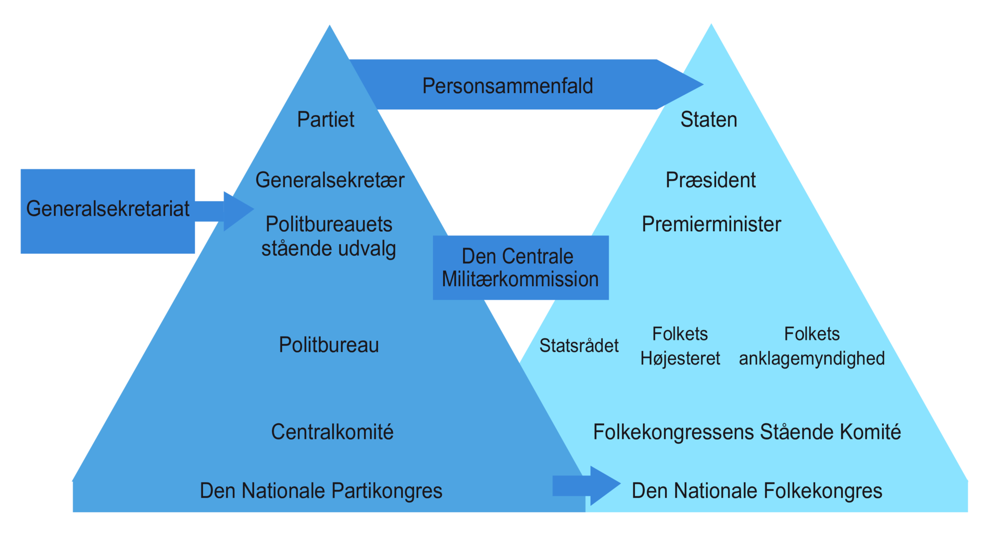 Personsammenfald
Partiet
Staten
Generalsekretariat
Generalsekretær
Præsident
Politbureauets
stående udvalg
Premierminister
Den Centrale
Militærkommission
Politbureau
Statsrådet
Folkets
Højesteret
Folkets
anklagemyndighed
Centralkomité
Folkekongressens Stående Komité
Den Nationale Partikongres
Den Nationale Folkekongres